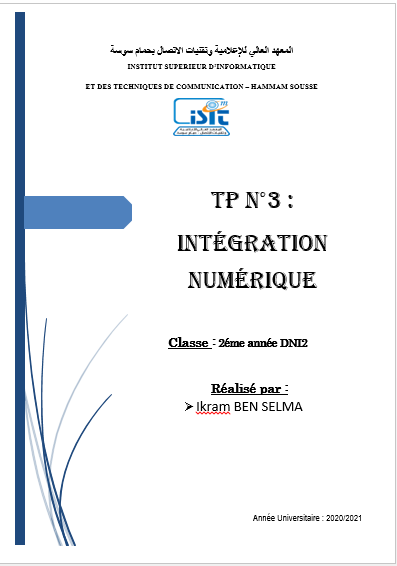 المعهد العالي للإعلامية وتقنيات الاتصال بحمام سوسة
INSTITUT SUPERIEUR D'INFORMATIQUE
ET DES TECHNIQUES DE COMMUNICATION – HAMMAM SOUSSE
isit
TP N°3 :
INTÉGRATION
NUMÉRIQUE
Classe : 2éme année DNI2
Réalisé par :
➢ Ikram BEN SELMA
Année Universitaire : 2020/2021